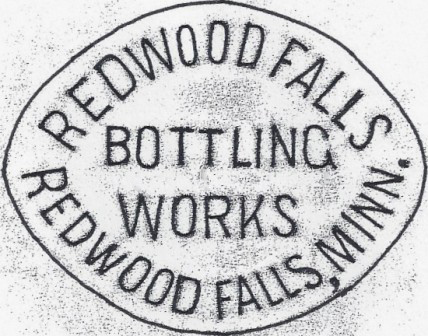 REDWOOD FALLS
BOTTLING
WORKS
REDWOOD FALLS, MINN.